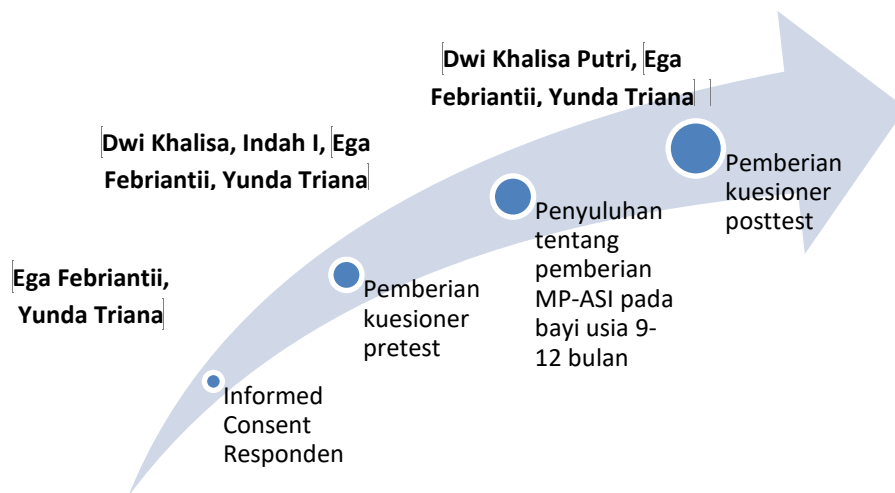 Dwi Khalisa Putri, Ega
Febriantii, Yunda Triana
Dwi Khalisa, Indah I, Ega
Febriantii, Yunda Triana
Ega Febriantii,
Yunda Triana
Informed
Consent
Responden
Pemberian
kuesioner
pretest
Penyuluhan
tentang
pemberian
MP-ASI pada
bayi usia 9-
12 bulan
Pemberian
kuesioner
posttest